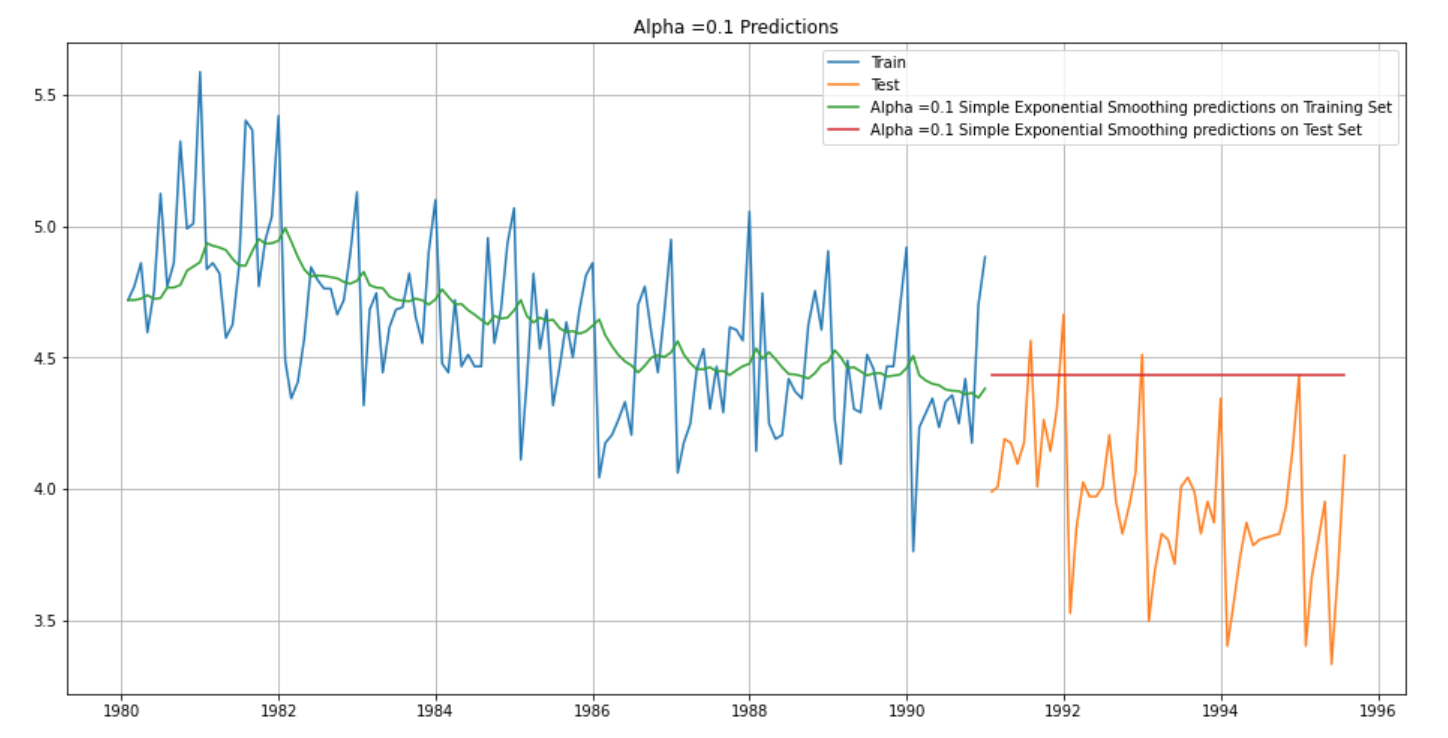 Alpha =0.1 Predictions
Train
Test
Alpha =0.1 Simple Exponential Smoothing predictions on Training Set
Alpha =0.1 Simple Exponential Smoothing predictions on Test Set
5.5
5.0
4.5
4.0
3.5
1980 1982 1984 1986 1988 1990 1992 1994 1996